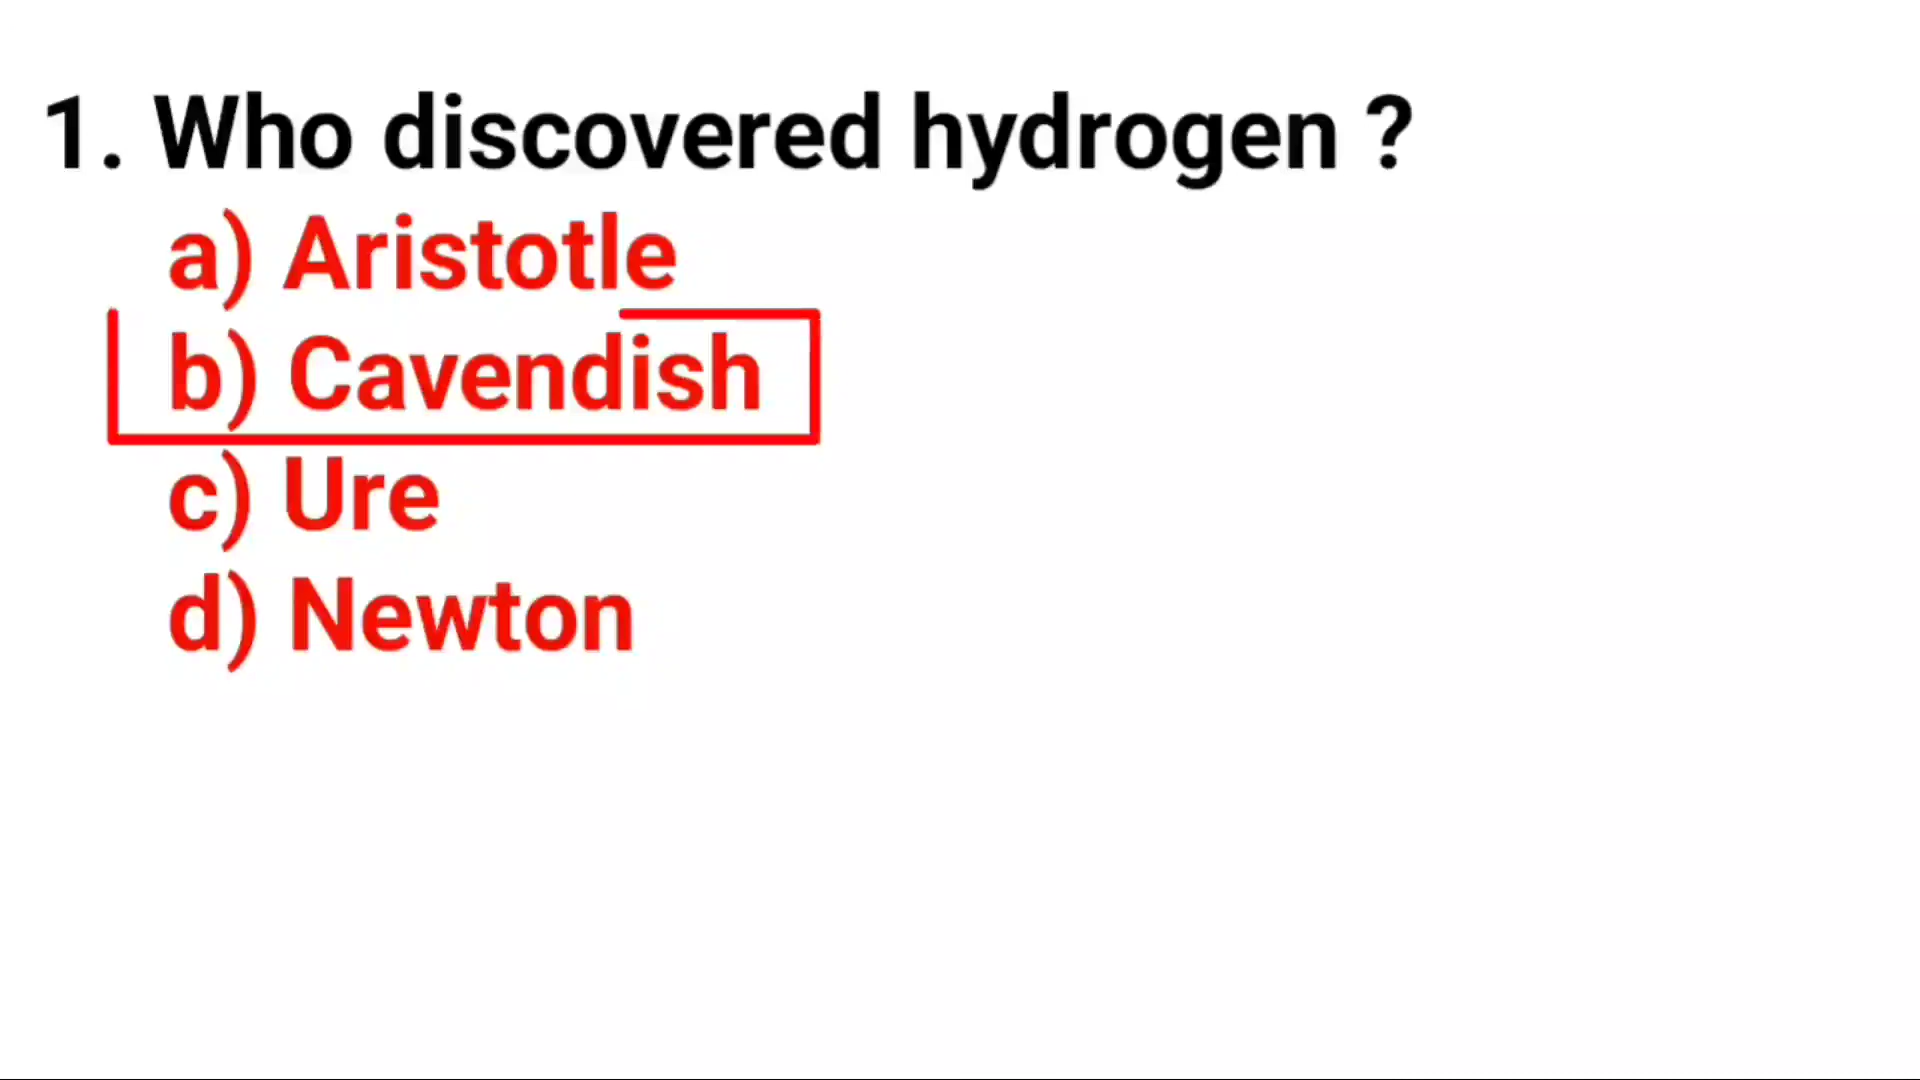 1. Who discovered hydrogen ?
a) Aristotle
b) Cavendish
c) Ure
d) Newton